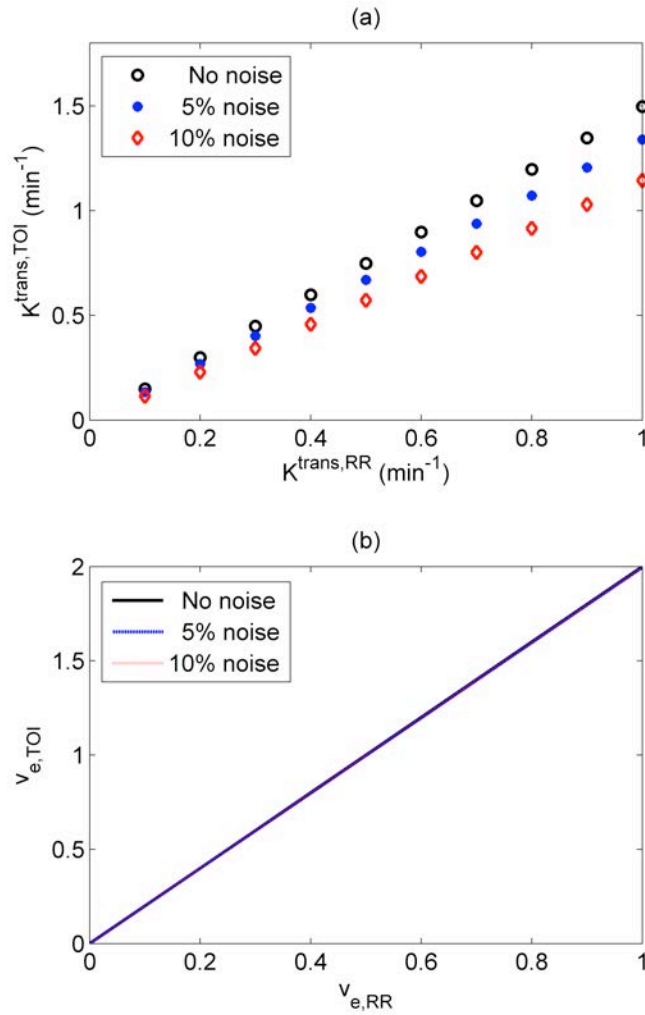 (a)
No noise
5% noise
10% noise
1.5
1
0.5
0
K^trans,TOI (min^-1)
0 0.2 0.4 0.6 0.8 1
K^trans,RR (min^-1)
(b)
No noise
5% noise
10% noise
2
1.5
1
0.5
0
v_e,TOI
0 0.2 0.4 0.6 0.8 1
v_e,RR